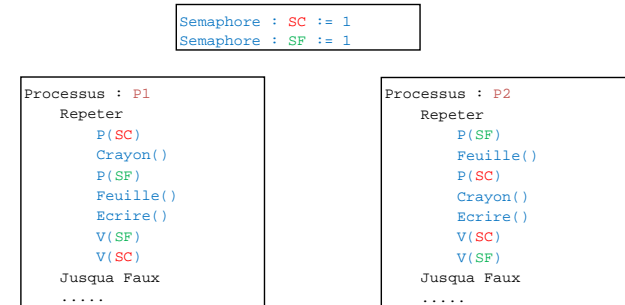 Semaphore : SC := 1
Semaphore : SF := 1
Processus : P1
Repeter
P(SC)
Crayon()
P(SF)
Feuille()
Ecrire()
V(SF)
V(SC)
Jusqua Faux
.....
Processus : P2
Repeter
P(SF)
Feuille()
P(SC)
Crayon()
Ecrire()
V(SC)
V(SF)
Jusqua Faux
.....